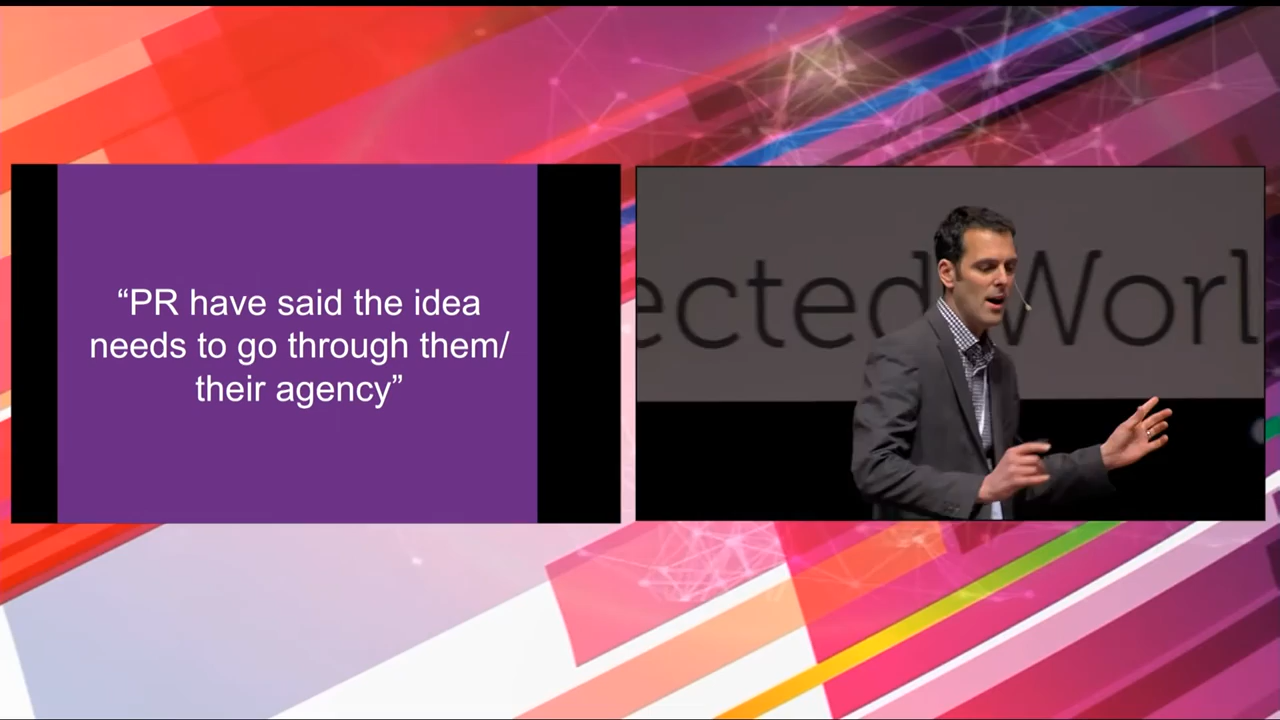 “PR have said the idea
needs to go through them/
their agency”
ected Worl